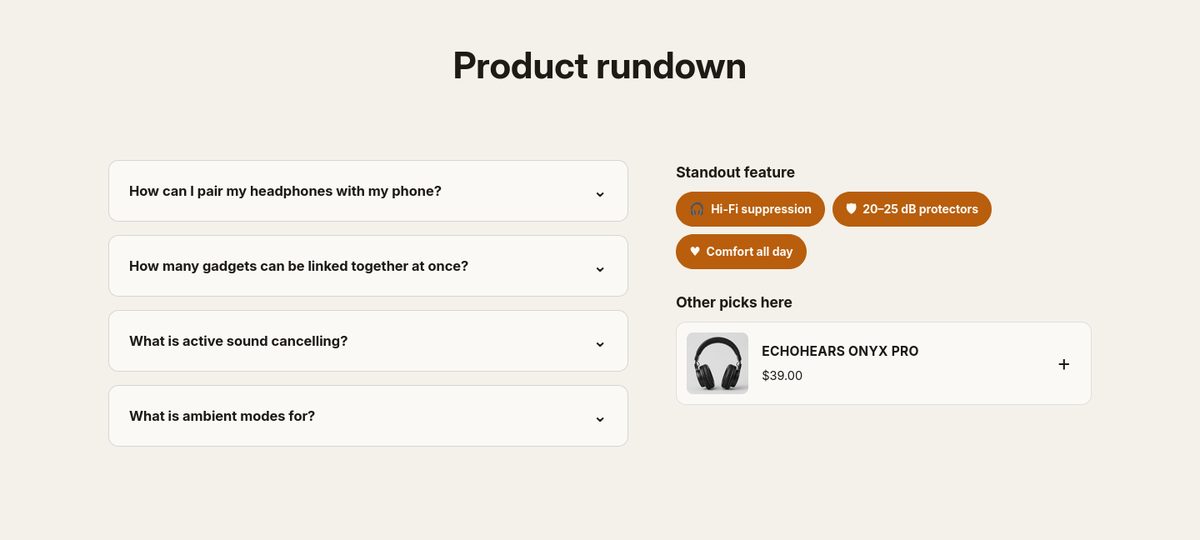 Product rundown
How can I pair my headphones with my phone?
How many gadgets can be linked together at once?
What is active sound cancelling?
What is ambient modes for?
Standout feature
Hi-Fi suppression
20–25 dB protectors
Comfort all day
Other picks here
ECHOHEARS ONYX PRO
$39.00